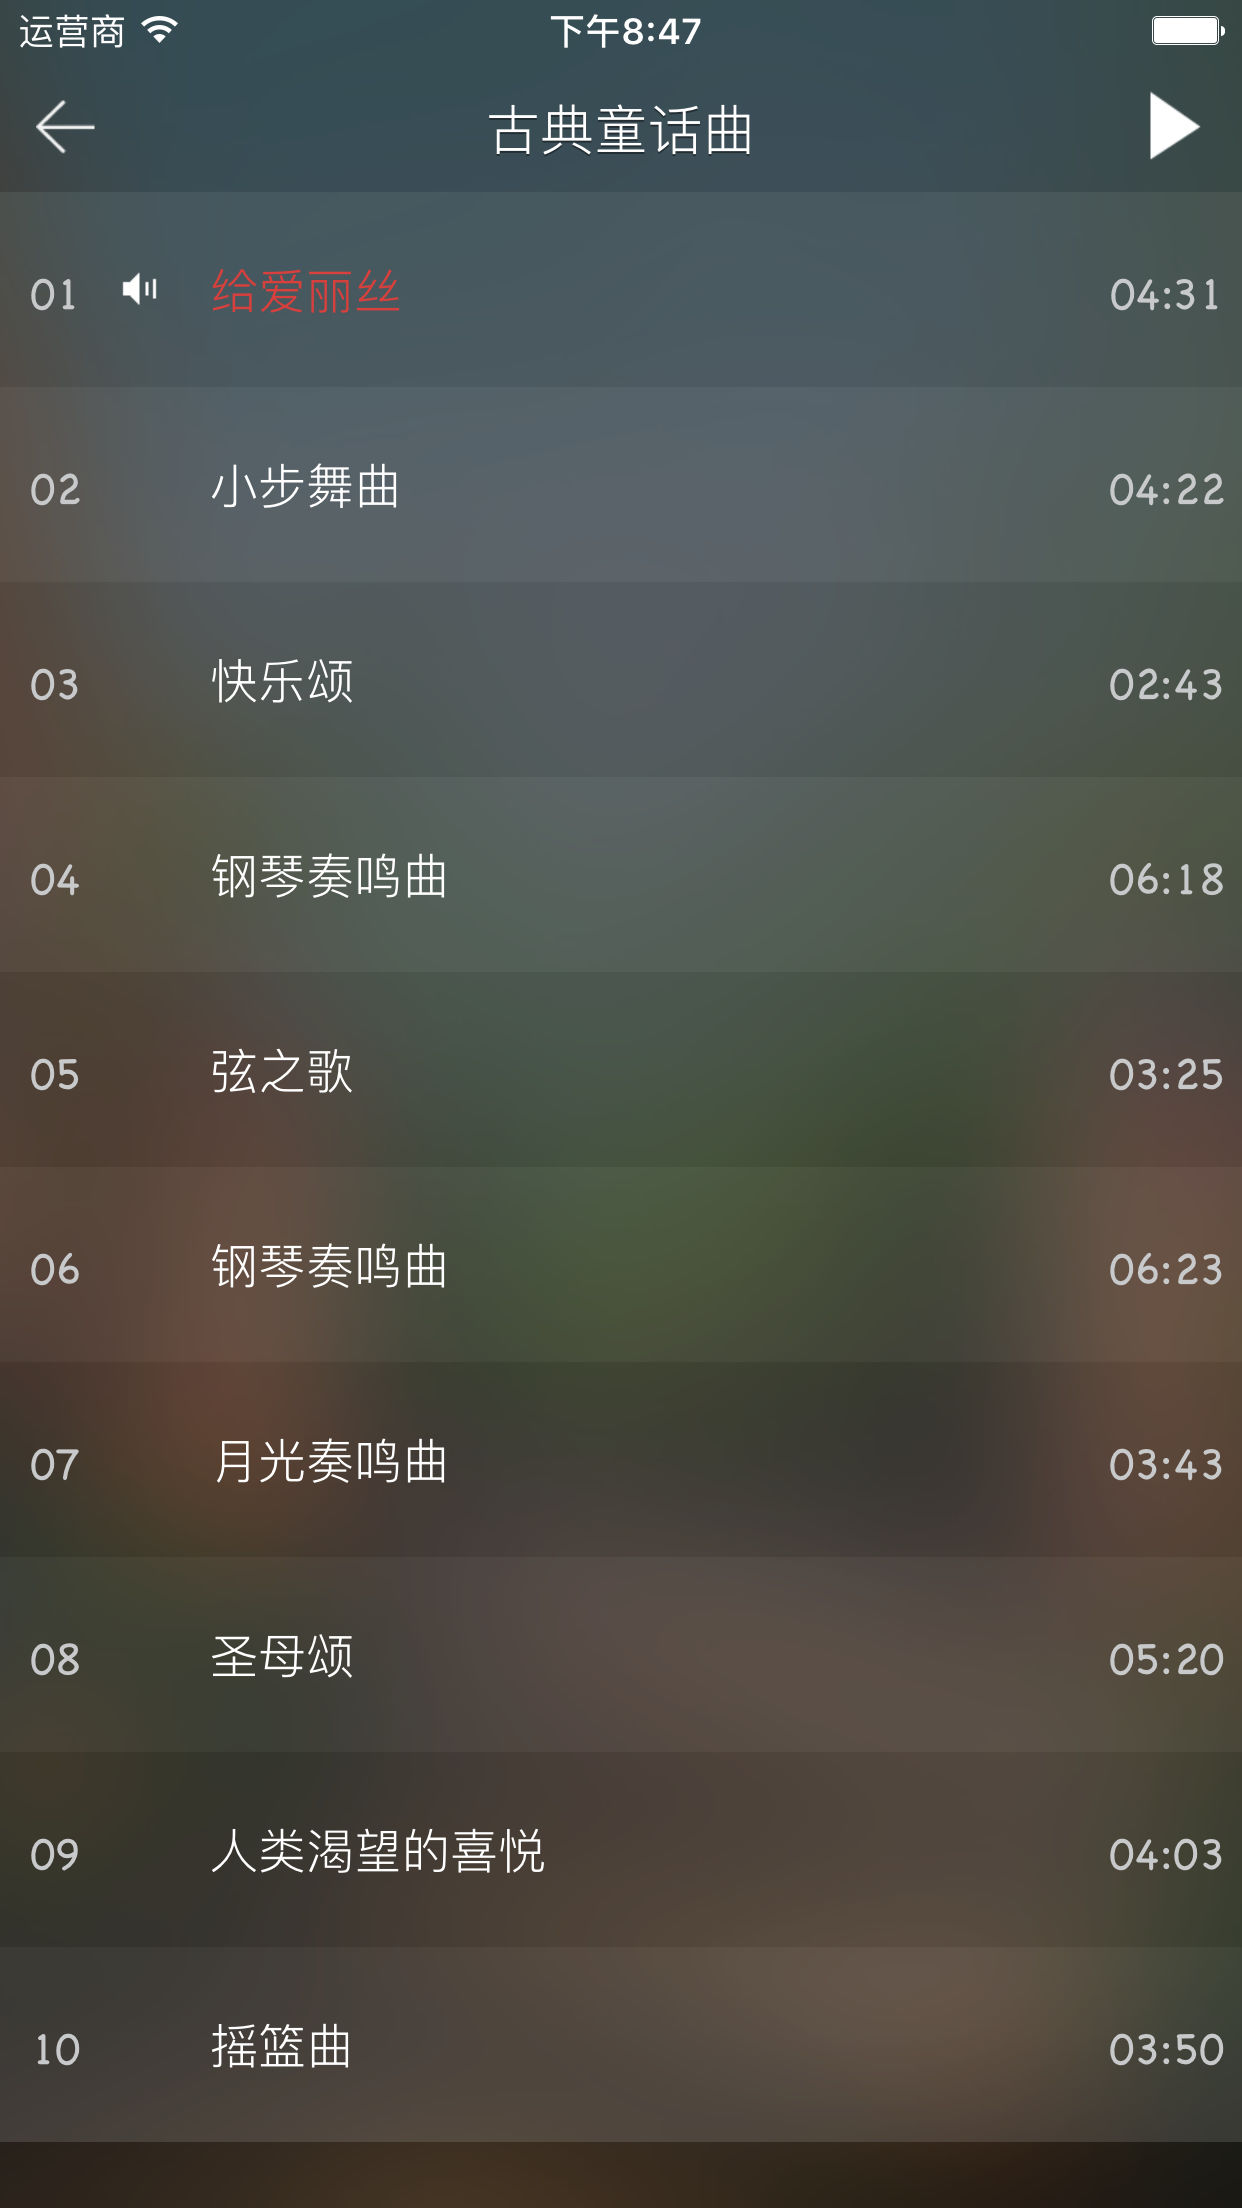 运营商 下午8:47
古典童话曲
01 给爱丽丝 04:31
02 小步舞曲 04:22
03 快乐颂 02:43
04 钢琴奏鸣曲 06:18
05 弦之歌 03:25
06 钢琴奏鸣曲 06:23
07 月光奏鸣曲 03:43
08 圣母颂 05:20
09 人类渴望的喜悦 04:03
10 摇篮曲 03:50